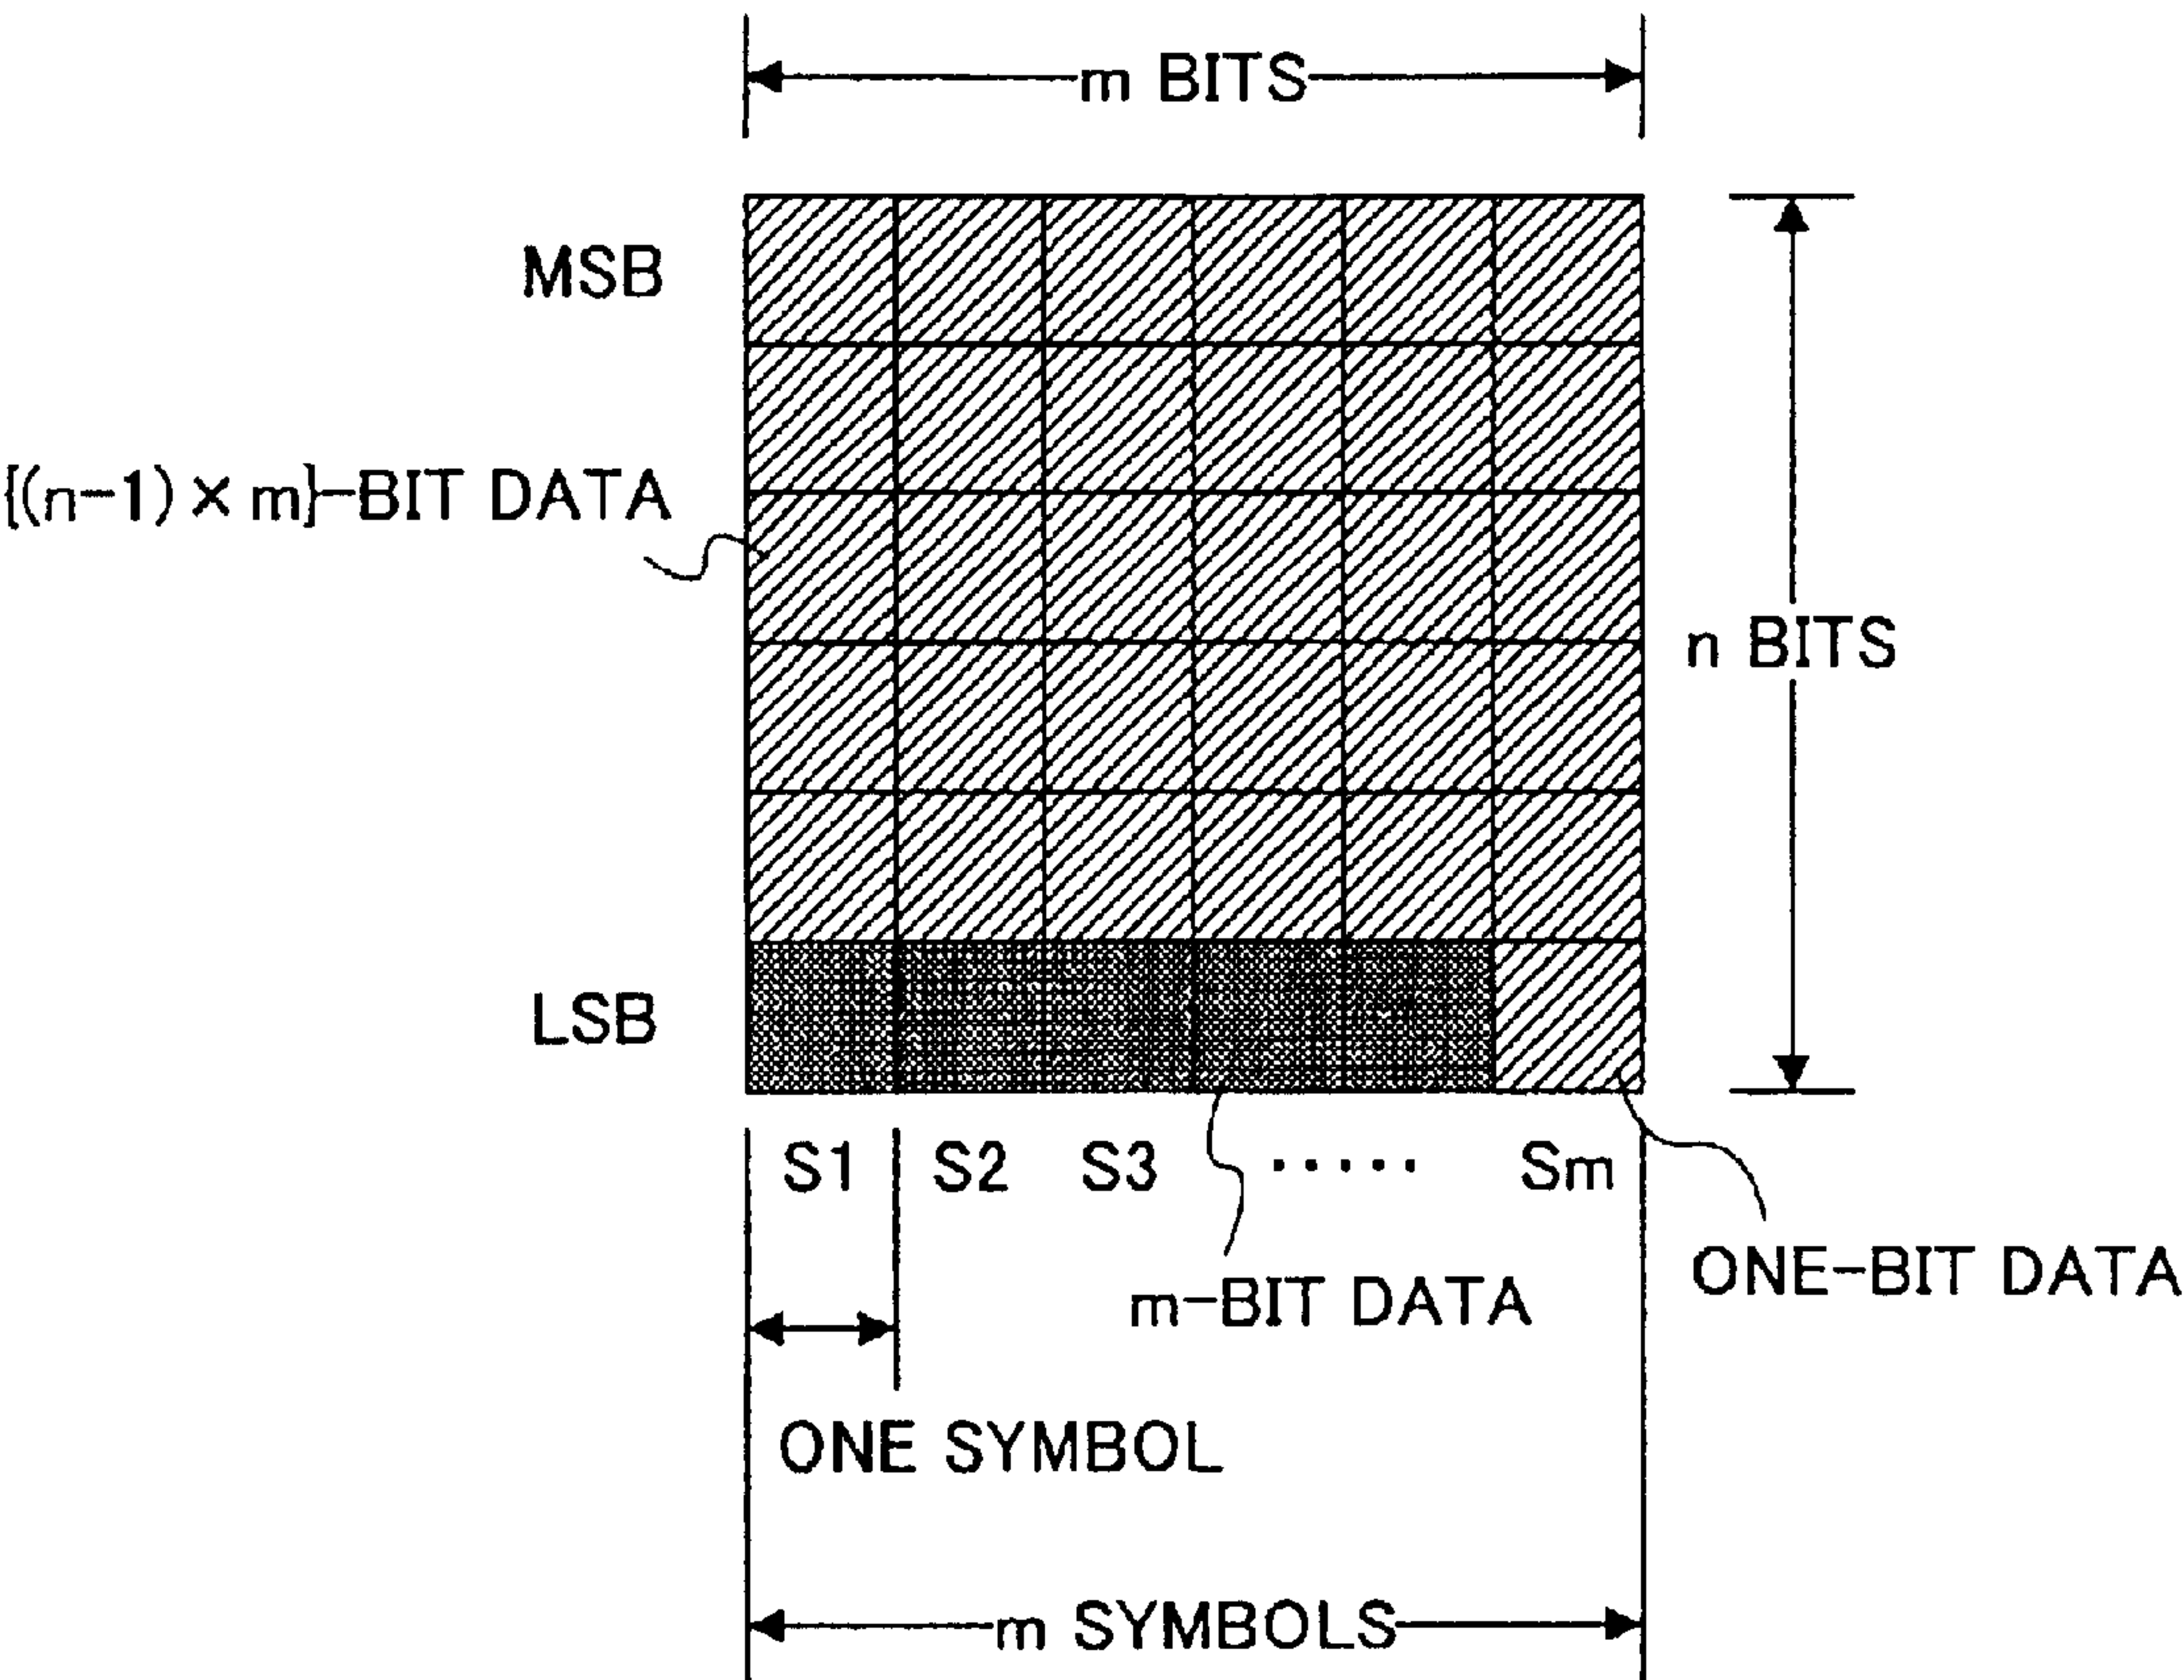 m BITS
MSB
{(n-1) × m}-BIT DATA
n BITS
LSB
S1 S2 S3 ····· Sm
ONE-BIT DATA
m-BIT DATA
ONE SYMBOL
m SYMBOLS